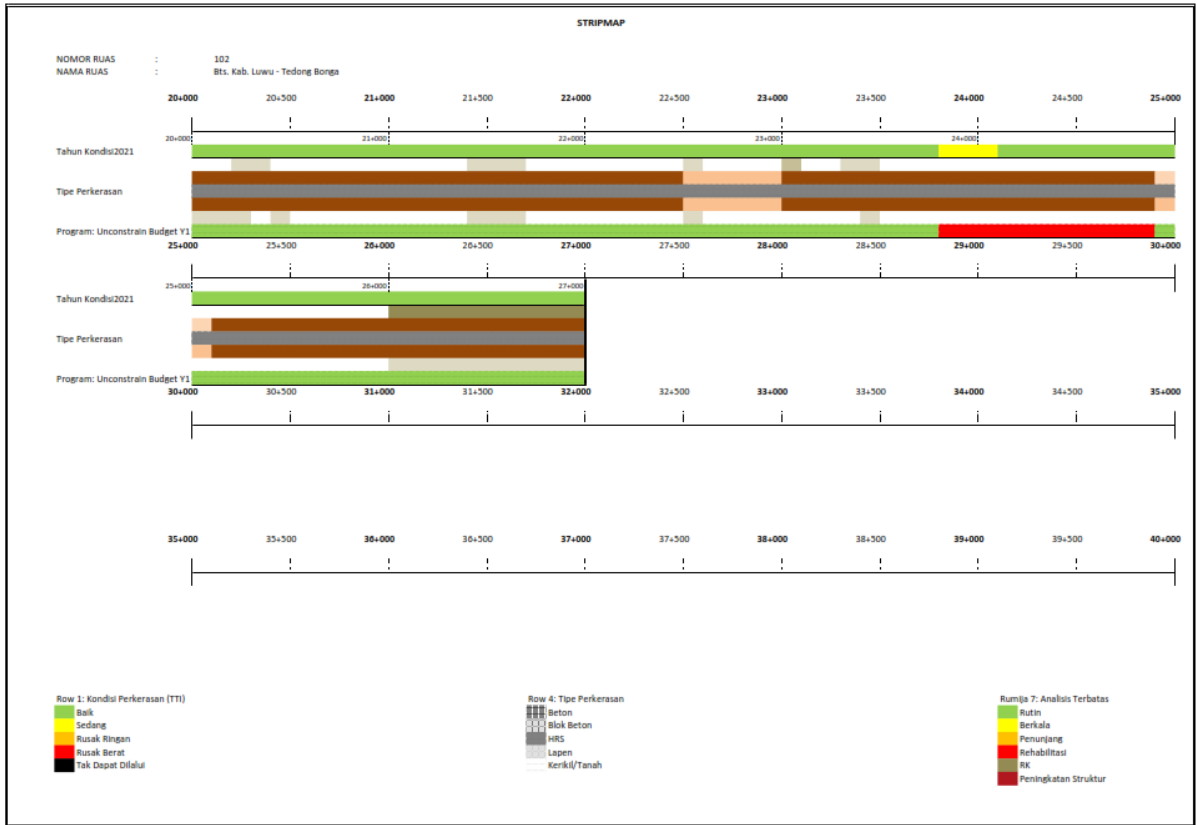 STRIPMAP
NOMOR RUAS : 102
NAMA RUAS : Bts. Kab. Luwu - Tedong Bonga
20+000 20+500 21+000 21+500 22+000 22+500 23+000 23+500 24+000 24+500 25+000
20+000 21+000 22+000 23+000 24+000
Tahun Kondisi2021
Tipe Perkerasan
Program: Unconstrain Budget Y1
25+000 25+500 26+000 26+500 27+000 27+500 28+000 28+500 29+000 29+500 30+000
25+000 26+000 27+000
Tahun Kondisi2021
Tipe Perkerasan
Program: Unconstrain Budget Y1
30+000 30+500 31+000 31+500 32+000 32+500 33+000 33+500 34+000 34+500 35+000
35+000 35+500 36+000 36+500 37+000 37+500 38+000 38+500 39+000 39+500 40+000
Row 1: Kondisi Perkerasan (TTI)
Baik
Sedang
Rusak Ringan
Rusak Berat
Tak Dapat Dilalui
Row 4: Tipe Perkerasan
Beton
Blok Beton
HRS
Lapen
Kerikil/Tanah
Rumija 7: Analisis Terbatas
Rutin
Berkala
Penunjang
Rehabilitasi
RK
Peningkatan Struktur